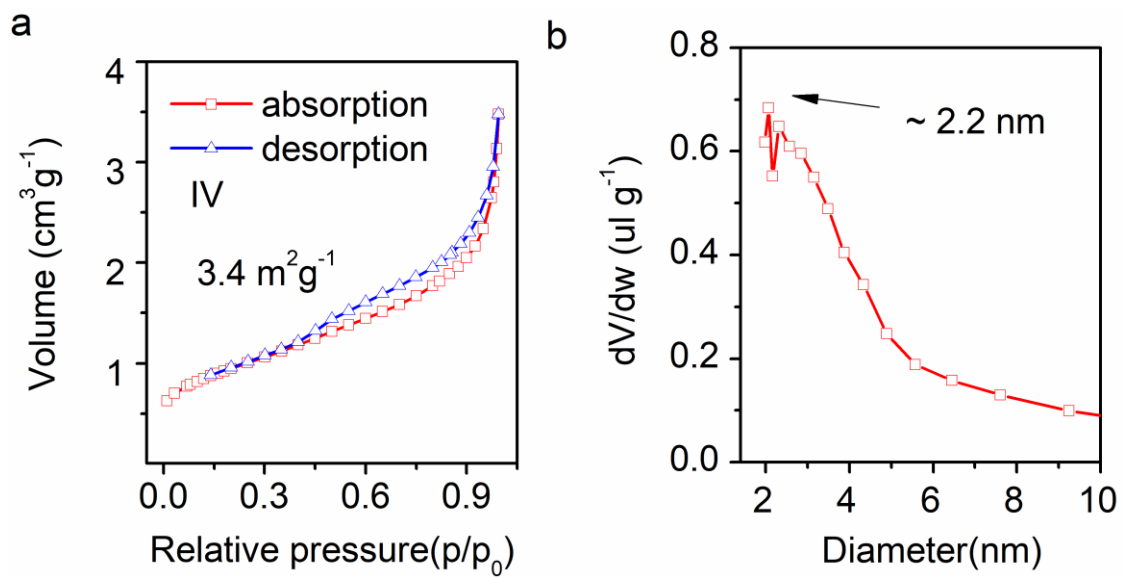 a
4
3
2
1
Volume (cm³g⁻¹)
absorption
desorption
IV
3.4 m²g⁻¹
0.0 0.3 0.6 0.9
Relative pressure(p/p₀)
b
0.8
0.6
0.4
0.2
0.0
dV/dw (ul g⁻¹)
~ 2.2 nm
2 4 6 8 10
Diameter(nm)